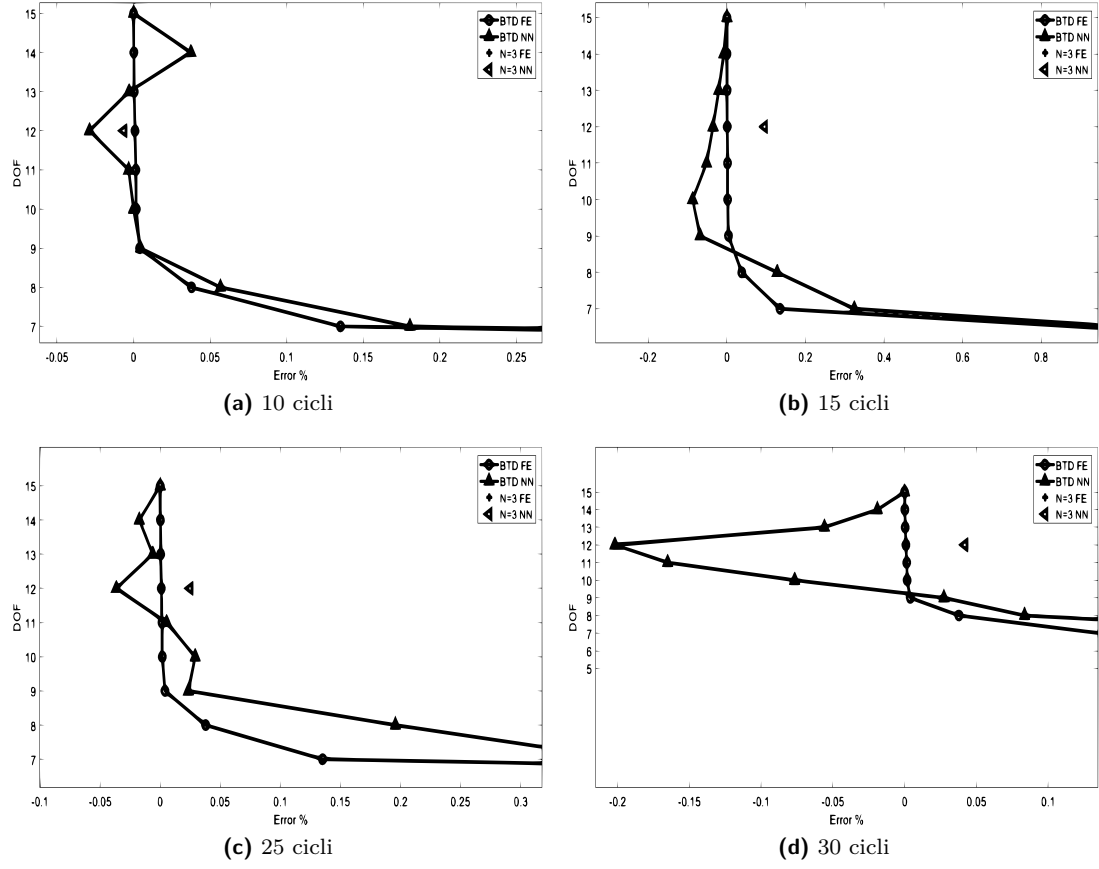 15
14
13
12
11
10
9
8
7
DOF
-0.05
0
0.05
0.1
0.15
0.2
0.25
Error %
BTD FE
BTD NN
N=3 FE
N=3 NN
(a) 10 cicli
15
14
13
12
11
10
9
8
7
DOF
-0.2
0
0.2
0.4
0.6
0.8
Error %
BTD FE
BTD NN
N=3 FE
N=3 NN
(b) 15 cicli
15
14
13
12
11
10
9
8
7
DOF
-0.1
-0.05
0
0.05
0.1
0.15
0.2
0.25
0.3
Error %
BTD FE
BTD NN
N=3 FE
N=3 NN
(c) 25 cicli
15
14
13
12
11
10
9
8
7
5
DOF
-0.2
-0.15
-0.1
-0.05
0
0.05
0.1
Error %
BTD FE
BTD NN
N=3 FE
N=3 NN
(d) 30 cicli